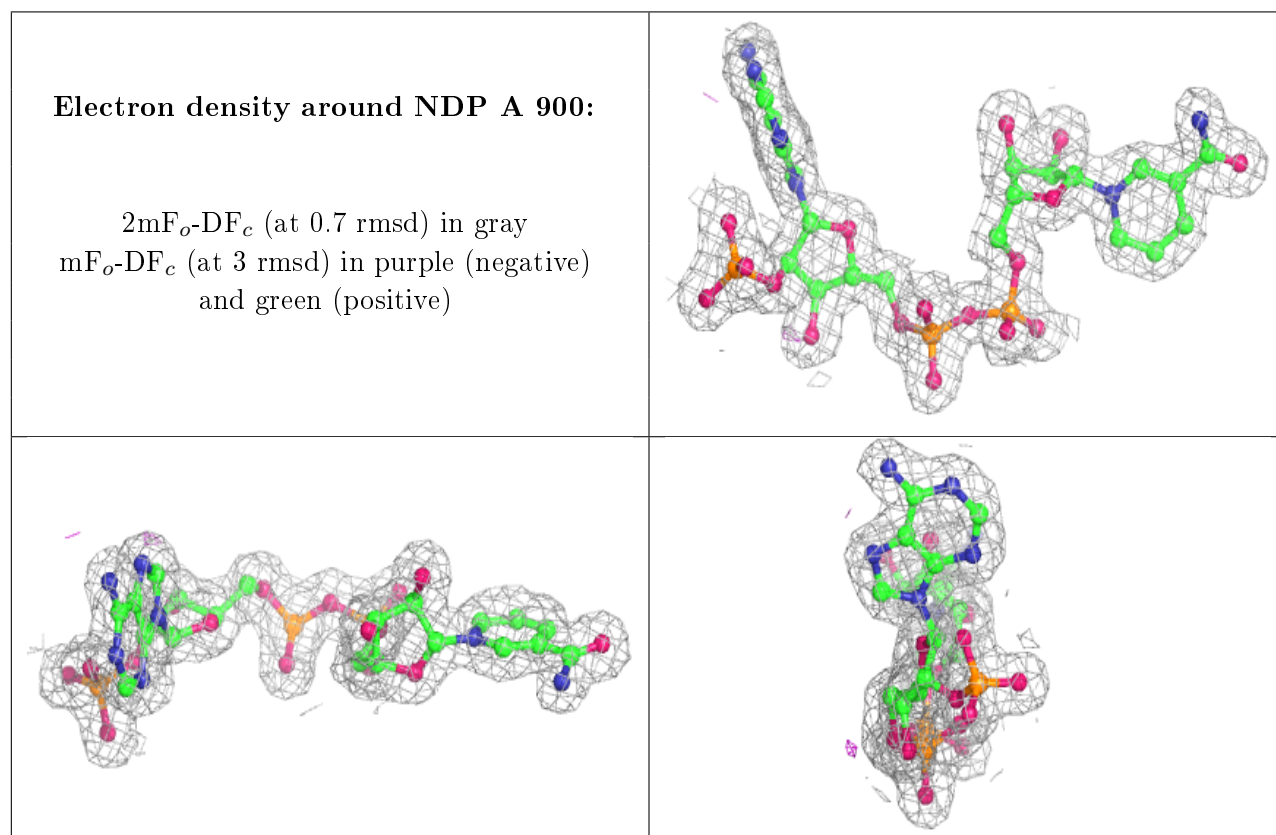 Electron density around NDP A 900:
2mFo-DFc (at 0.7 rmsd) in gray
mFo-DFc (at 3 rmsd) in purple (negative)
and green (positive)